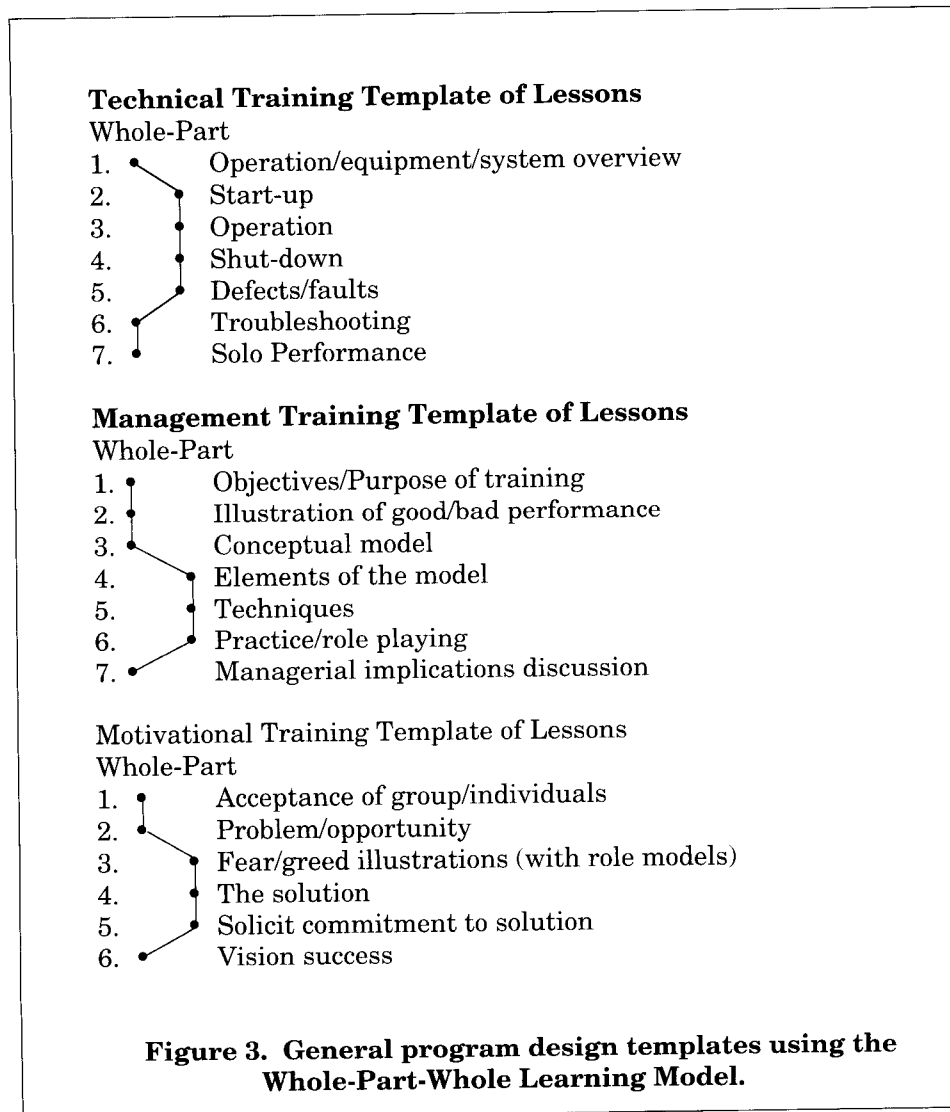 Technical Training Template of Lessons
Whole-Part
1. Operation/equipment/system overview
2. Start-up
3. Operation
4. Shut-down
5. Defects/faults
6. Troubleshooting
7. Solo Performance
Management Training Template of Lessons
Whole-Part
1. Objectives/Purpose of training
2. Illustration of good/bad performance
3. Conceptual model
4. Elements of the model
5. Techniques
6. Practice/role playing
7. Managerial implications discussion
Motivational Training Template of Lessons
Whole-Part
1. Acceptance of group/individuals
2. Problem/opportunity
3. Fear/greed illustrations (with role models)
4. The solution
5. Solicit commitment to solution
6. Vision success
Figure 3. General program design templates using the
Whole-Part-Whole Learning Model.